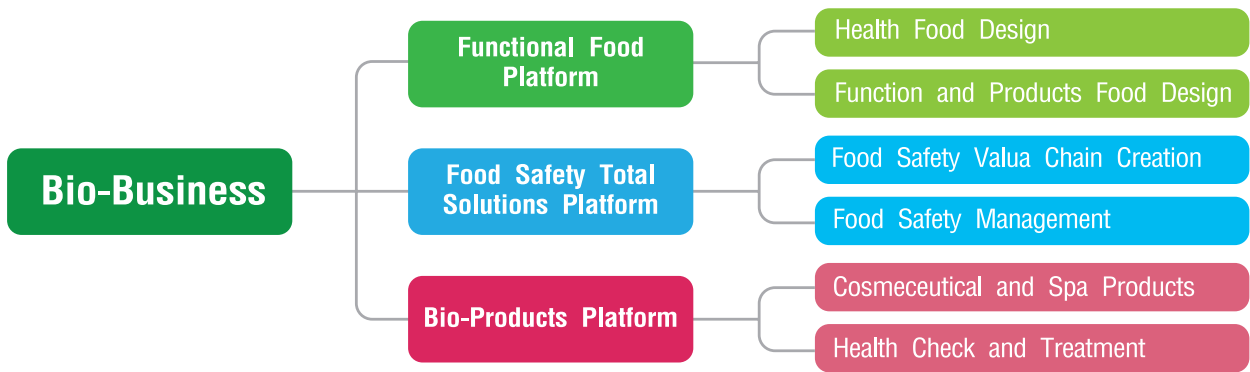 Bio-Business
Functional Food
Platform
Health Food Design
Function and Products Food Design
Food Safety Total
Solutions Platform
Food Safety Valua Chain Creation
Food Safety Management
Bio-Products Platform
Cosmeceutical and Spa Products
Health Check and Treatment